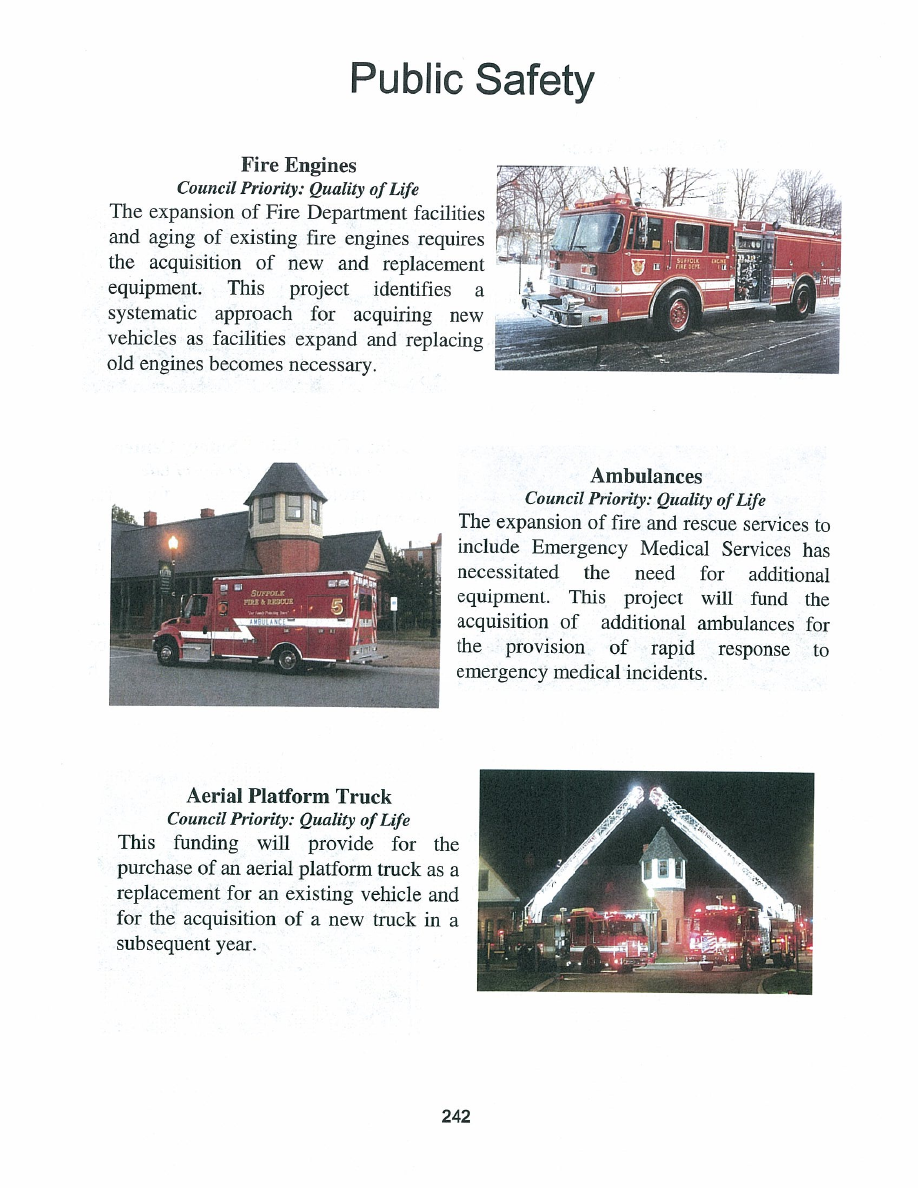 Public Safety
Fire Engines
Council Priority: Quality of Life
The expansion of Fire Department facilities
and aging of existing fire engines requires
the acquisition of new and replacement
equipment. This project identifies a
systematic approach for acquiring new
vehicles as facilities expand and replacing
old engines becomes necessary.
SUFFOLK
FIRE DEPT.
ENGINE
Ambulances
Council Priority: Quality of Life
The expansion of fire and rescue services to
include Emergency Medical Services has
necessitated the need for additional
equipment. This project will fund the
acquisition of additional ambulances for
the provision of rapid response to
emergency medical incidents.
SUFFOLK
FIRE & RESCUE
AMBULANCE
5
Aerial Platform Truck
Council Priority: Quality of Life
This funding will provide for the
purchase of an aerial platform truck as a
replacement for an existing vehicle and
for the acquisition of a new truck in a
subsequent year.
242